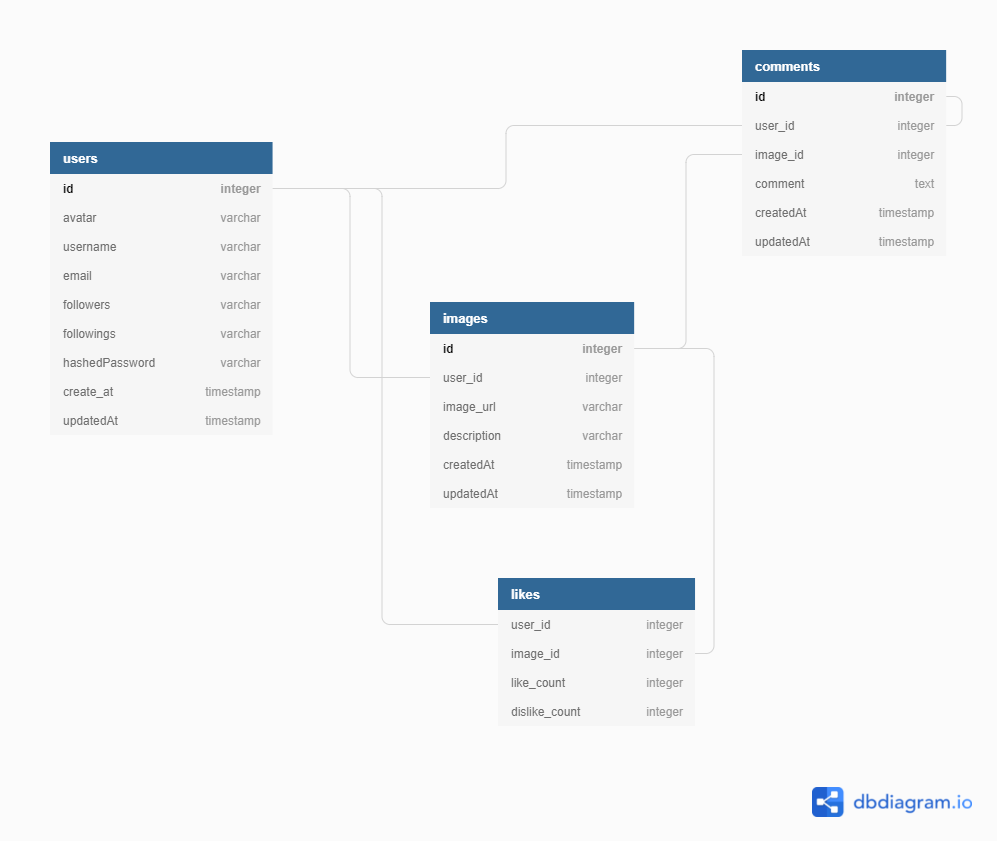 users
id integer
avatar varchar
username varchar
email varchar
followers varchar
followings varchar
hashedPassword varchar
create_at timestamp
updatedAt timestamp
comments
id integer
user_id integer
image_id integer
comment text
createdAt timestamp
updatedAt timestamp
images
id integer
user_id integer
image_url varchar
description varchar
createdAt timestamp
updatedAt timestamp
likes
user_id integer
image_id integer
like_count integer
dislike_count integer
dbdiagram.io